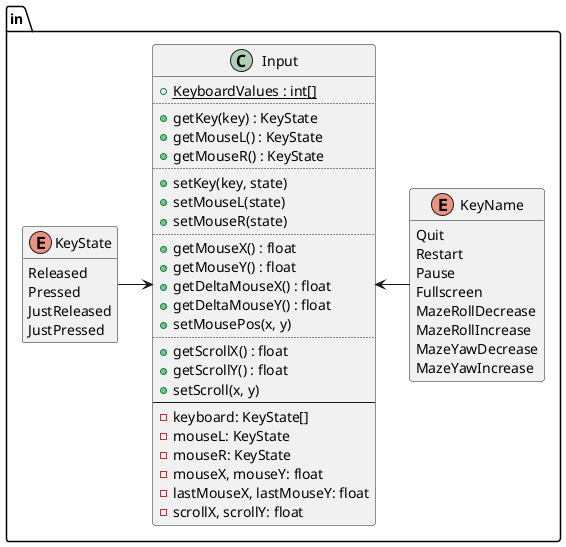 in
C Input
KeyboardValues : int[]
getKey(key) : KeyState
getMouseL() : KeyState
getMouseR() : KeyState
setKey(key, state)
setMouseL(state)
setMouseR(state)
getMouseX() : float
getMouseY() : float
getDeltaMouseX() : float
getDeltaMouseY() : float
setMousePos(x, y)
getScrollX() : float
getScrollY() : float
setScroll(x, y)
keyboard: KeyState[]
mouseL: KeyState
mouseR: KeyState
mouseX, mouseY: float
lastMouseX, lastMouseY: float
scrollX, scrollY: float
E KeyState
Released
Pressed
JustReleased
JustPressed
E KeyName
Quit
Restart
Pause
Fullscreen
MazeRollDecrease
MazeRollIncrease
MazeYawDecrease
MazeYawIncrease